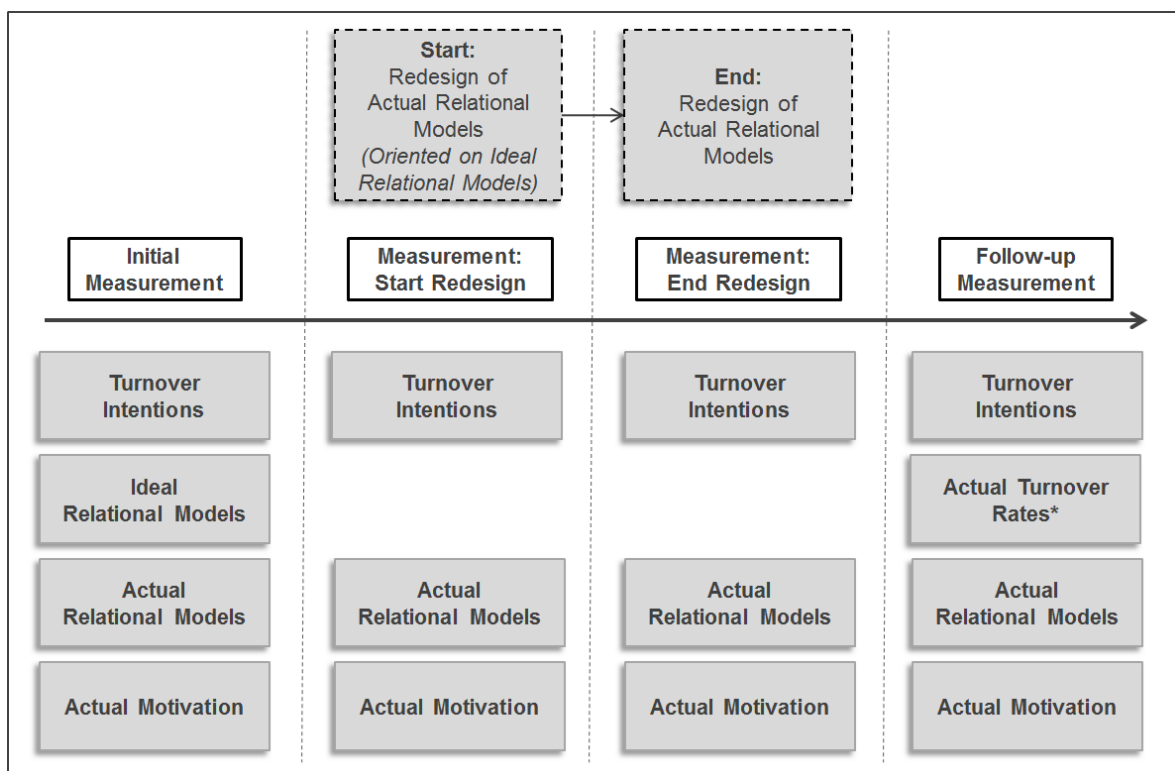 Start:
Redesign of
Actual Relational
Models
(Oriented on Ideal
Relational Models)
End:
Redesign of
Actual Relational
Models
Initial
Measurement
Measurement:
Start Redesign
Measurement:
End Redesign
Follow-up
Measurement
Turnover
Intentions
Turnover
Intentions
Turnover
Intentions
Turnover
Intentions
Ideal
Relational Models
Actual Turnover
Rates*
Actual
Relational Models
Actual
Relational Models
Actual
Relational Models
Actual
Relational Models
Actual Motivation
Actual Motivation
Actual Motivation
Actual Motivation